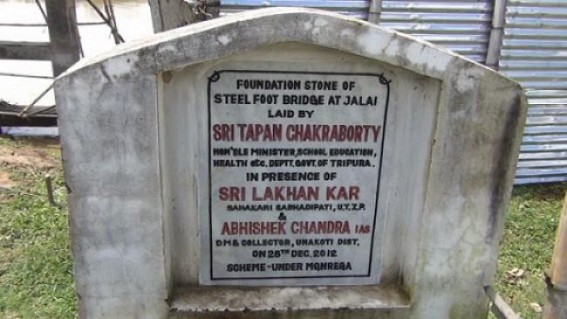 FOUNDATION STONE OF
STEEL FOOT BRIDGE AT JALAI
LAID BY
SRI TAPAN CHAKRABORTY
HON'BLE MINISTER, SCHOOL EDUCATION,
HEALTH &C. DEPTT, GOVT, OF TRIPURA.
IN PRESENCE OF
SRI LAKHAN KAR
SAHAKARI SABHADIPATI, U.T.Z.P.
&
ABHISHEK CHANDRA IAS
D.M & COLLECTOR, UNAKOTI DIST,
ON 28TH DEC, 2012
SCHEME-UNDER MGNREGA